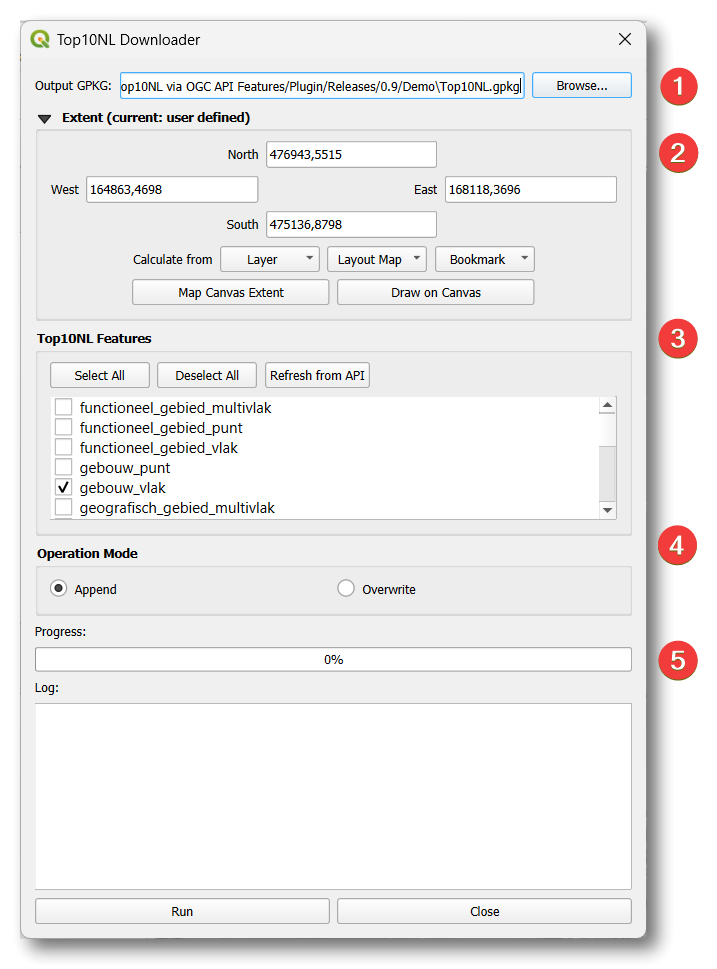 Top10NL Downloader
Output GPKG: op10NL via OGC API Features/Plugin/Releases/0.9/Demo\Top10NL.gpkg Browse... 1
Extent (current: user defined)
North 476943,5515 2
West 164863,4698 East 168118,3696
South 475136,8798
Calculate from Layer Layout Map Bookmark
Map Canvas Extent Draw on Canvas
Top10NL Features 3
Select All Deselect All Refresh from API
functioneel_gebied_multivlak
functioneel_gebied_punt
functioneel_gebied_vlak
gebouw_punt
gebouw_vlak
geografisch_gebied_multivlak
Operation Mode 4
Append Overwrite
Progress:
0% 5
Log:
Run Close